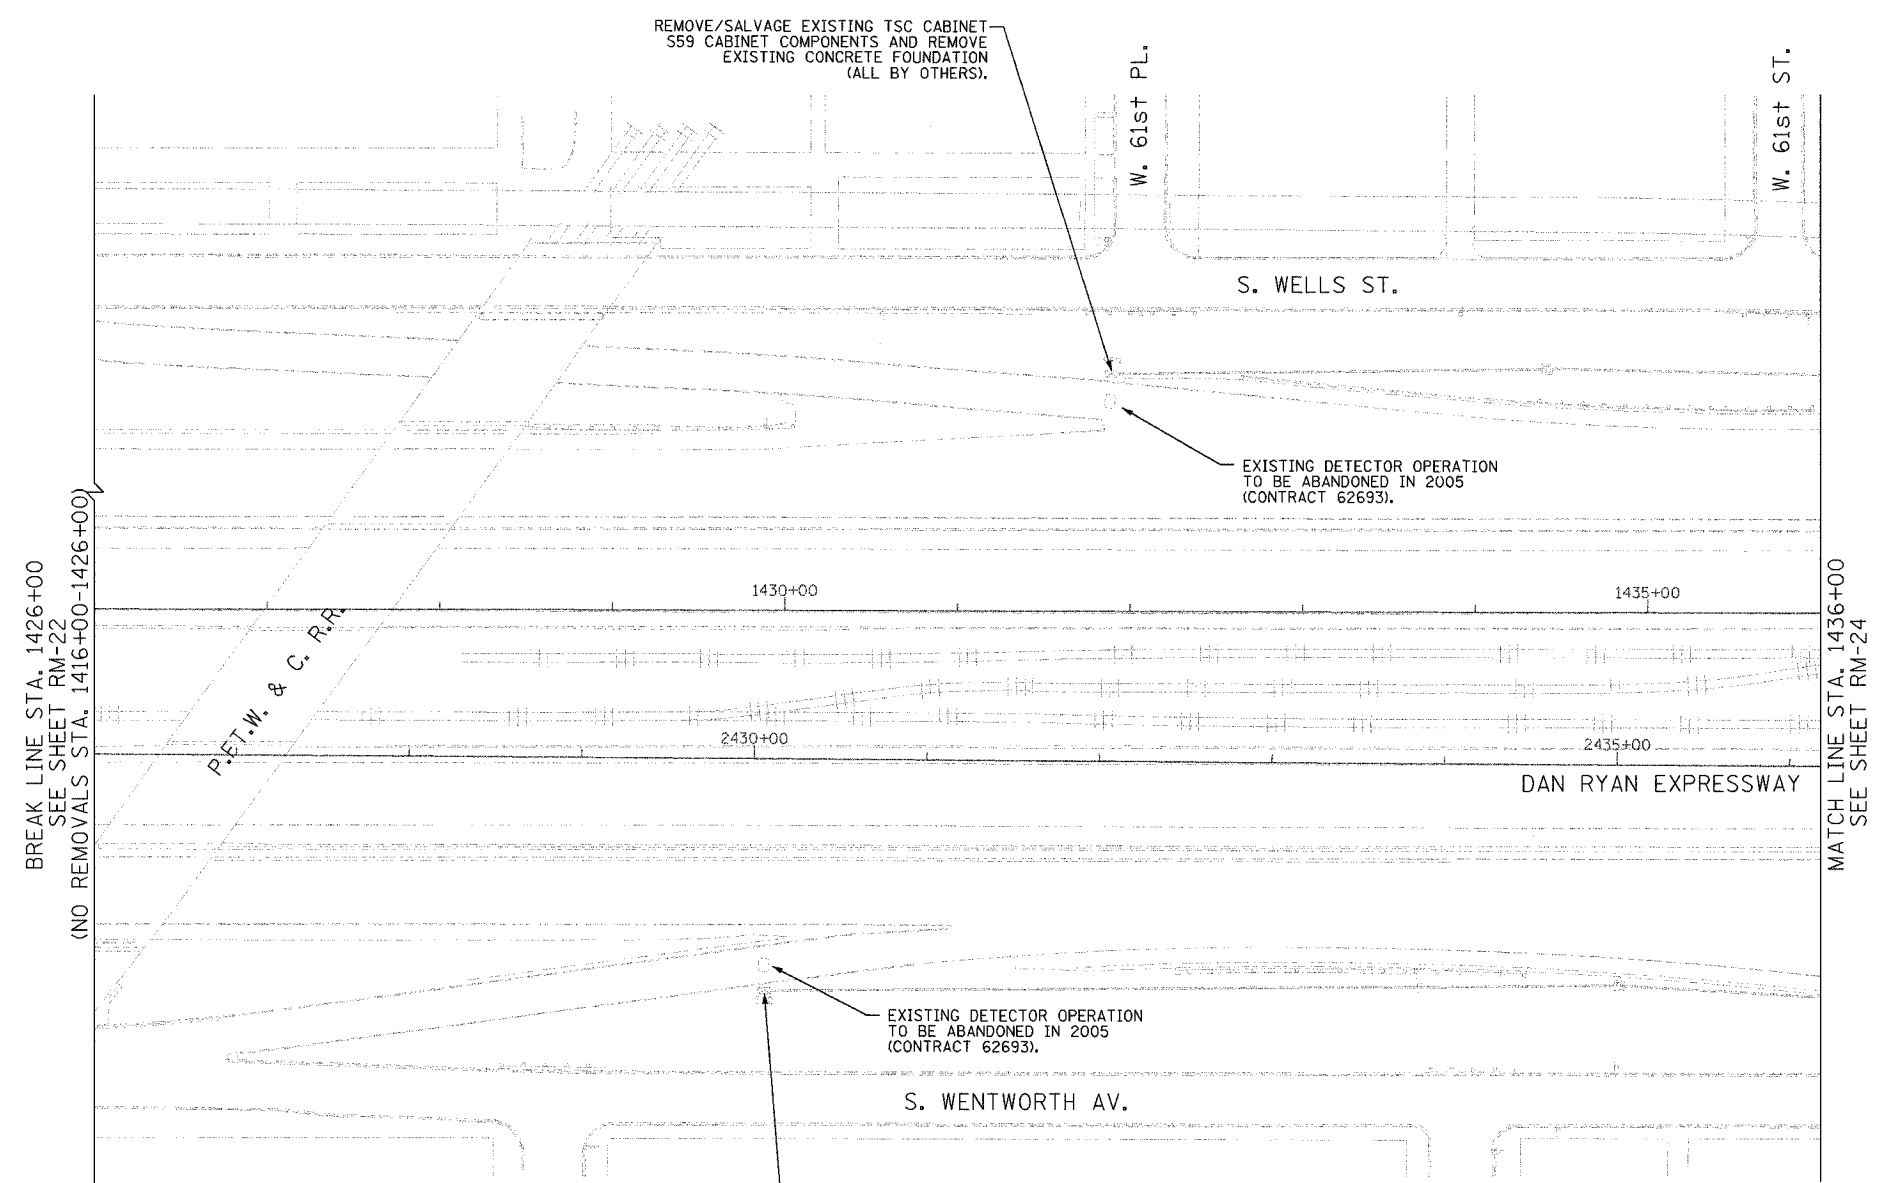 REMOVE/SALVAGE EXISTING TSC CABINET
S59 CABINET COMPONENTS AND REMOVE
EXISTING CONCRETE FOUNDATION
(ALL BY OTHERS).
W. 61st PL.
W. 61st ST.
S. WELLS ST.
EXISTING DETECTOR OPERATION
TO BE ABANDONED IN 2005
(CONTRACT 62693).
BREAK LINE STA. 1426+00
SEE SHEET RM-22
(NO REMOVALS STA. 1416+00-1426+00)
1430+00
1435+00
P.FT.W. & C. R.R.
2430+00
2435+00
DAN RYAN EXPRESSWAY
MATCH LINE STA. 1436+00
SEE SHEET RM-24
EXISTING DETECTOR OPERATION
TO BE ABANDONED IN 2005
(CONTRACT 62693).
S. WENTWORTH AV.